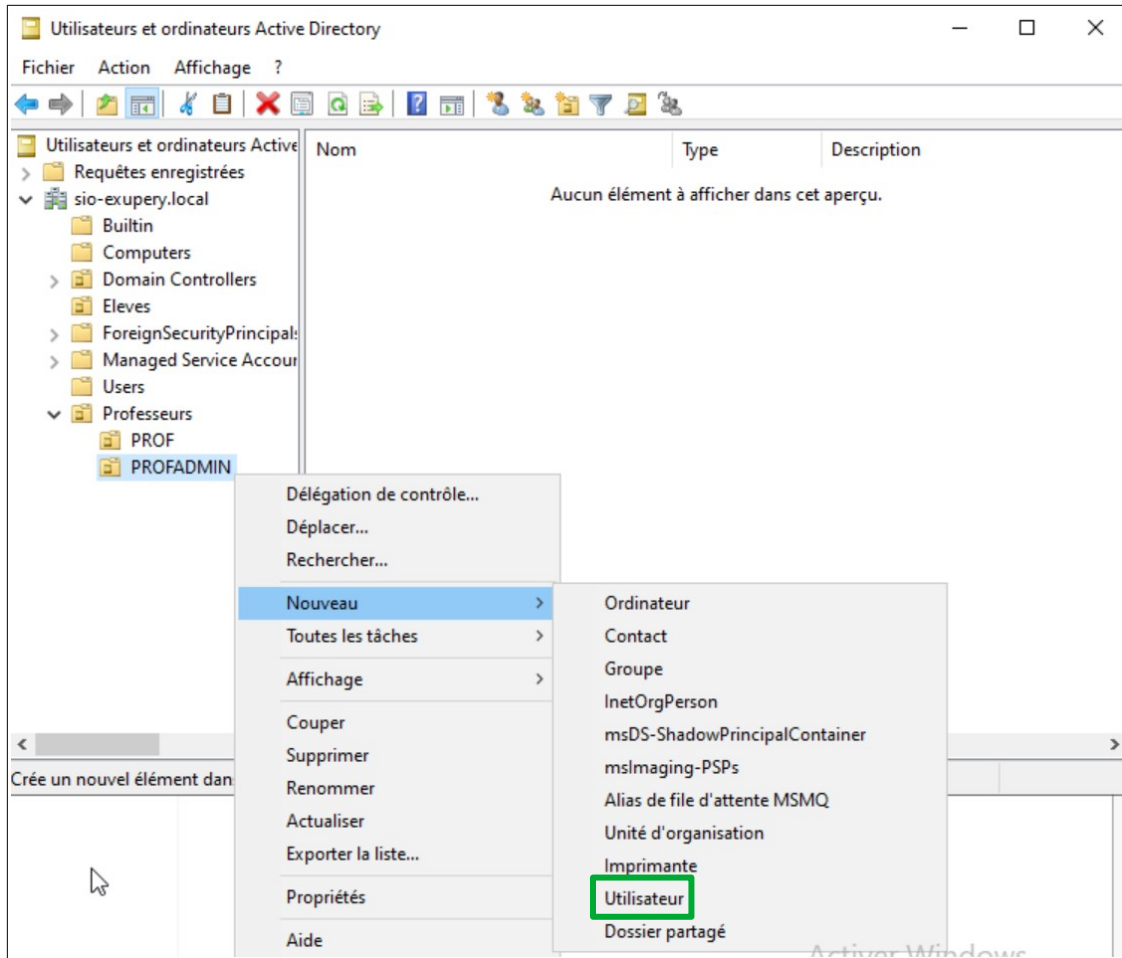 Utilisateurs et ordinateurs Active Directory
Fichier Action Affichage ?
Utilisateurs et ordinateurs Active
Nom Type Description
Requêtes enregistrées
Aucun élément à afficher dans cet aperçu.
sio-exupery.local
Builtin
Computers
Domain Controllers
Eleves
ForeignSecurityPrincipals
Managed Service Accour
Users
Professeurs
PROF
PROFADMIN
Délégation de contrôle...
Déplacer...
Rechercher...
Nouveau
Toutes les tâches
Affichage
Couper
Supprimer
Renommer
Actualiser
Exporter la liste...
Propriétés
Aide
Ordinateur
Contact
Groupe
InetOrgPerson
msDS-ShadowPrincipalContainer
msImaging-PSPs
Alias de file d'attente MSMQ
Unité d'organisation
Imprimante
Utilisateur
Dossier partagé
Crée un nouvel élément dan
Activer Windows